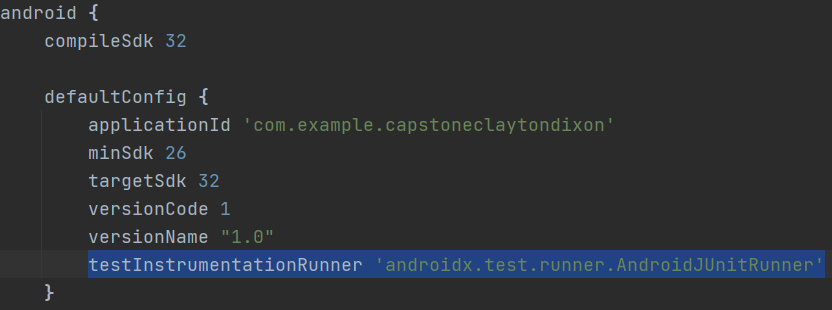 android {
    compileSdk 32
    defaultConfig {
        applicationId 'com.example.capstoneclaytondixon'
        minSdk 26
        targetSdk 32
        versionCode 1
        versionName "1.0"
        testInstrumentationRunner 'androidx.test.runner.AndroidJUnitRunner'
    }